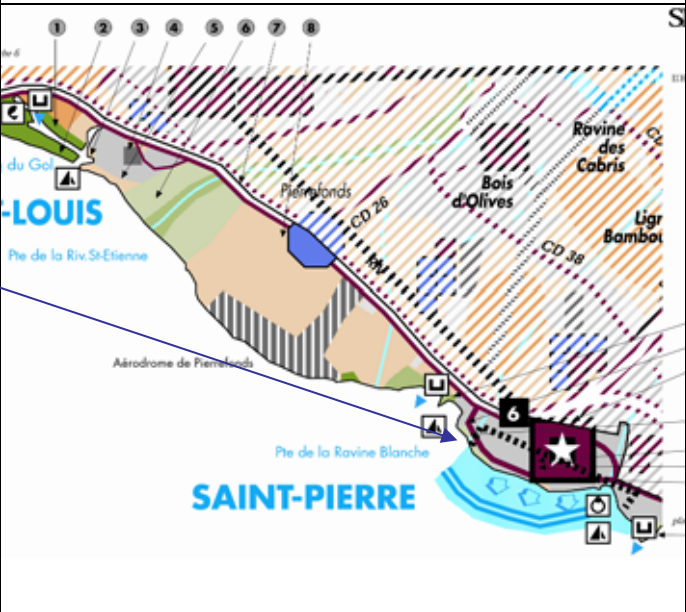 1 2 3 4 5 6 7 8
du Gol
-LOUIS
Pte de la Riv.St-Etienne
Pierrefonds
CD 26
Bois
d'Olives
Ravine
des
Cabris
CD 38
Aérodrome de Pierrefonds
6
Pte de la Ravine Blanche
SAINT-PIERRE